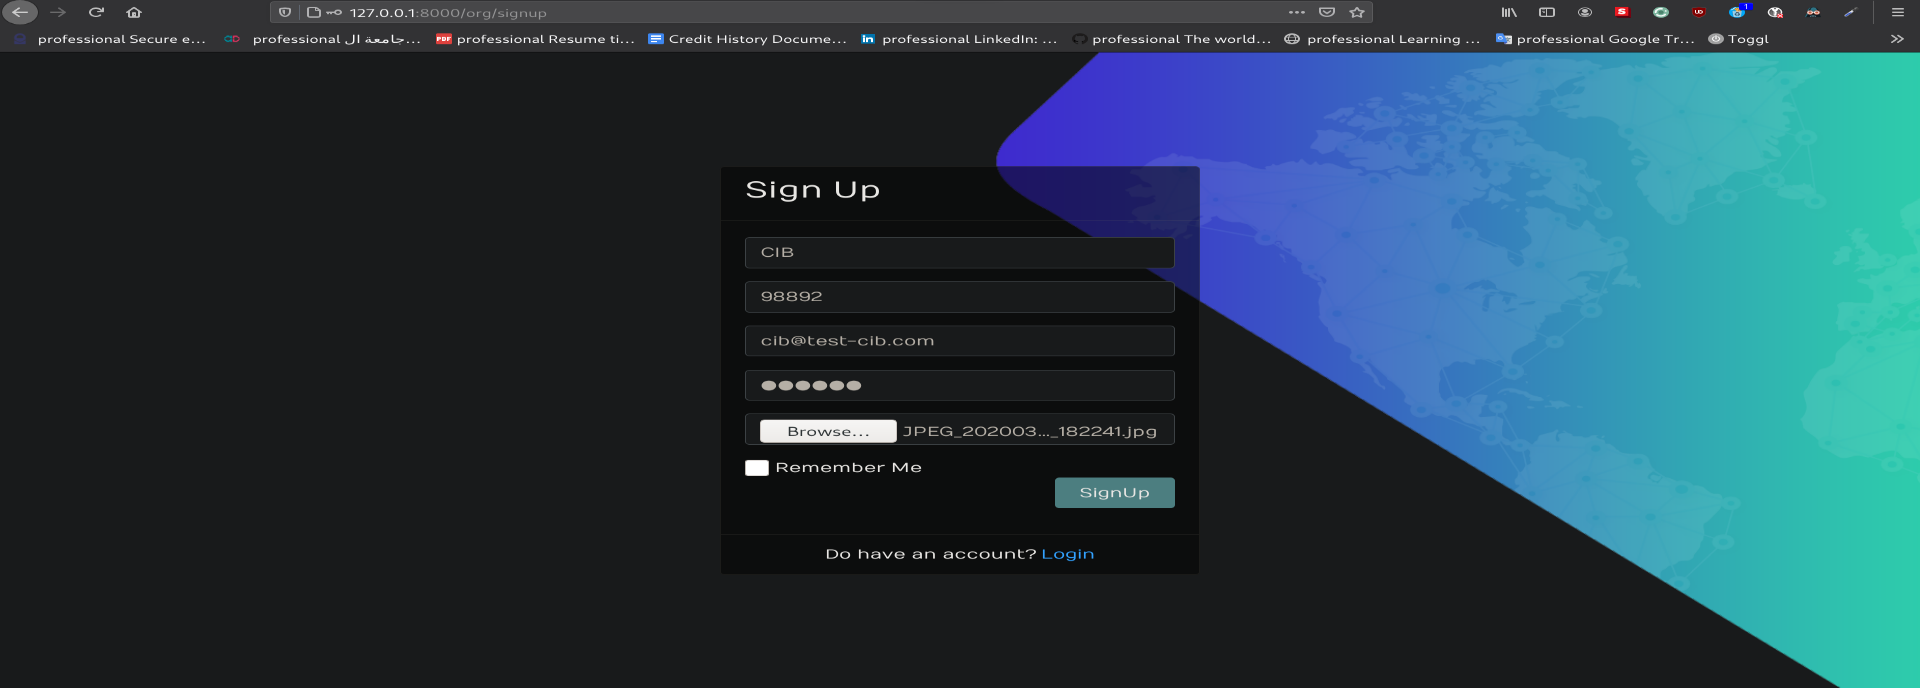 127.0.0.1:8000/org/signup
1
professional Secure e... professional جامعة ال... professional Resume ti... Credit History Docume... professional LinkedIn: ... professional The world... professional Learning ... professional Google Tr... Toggl
Sign Up
CIB
98892
cib@test-cib.com
Browse... JPEG_202003..._182241.jpg
Remember Me
SignUp
Do have an account? Login